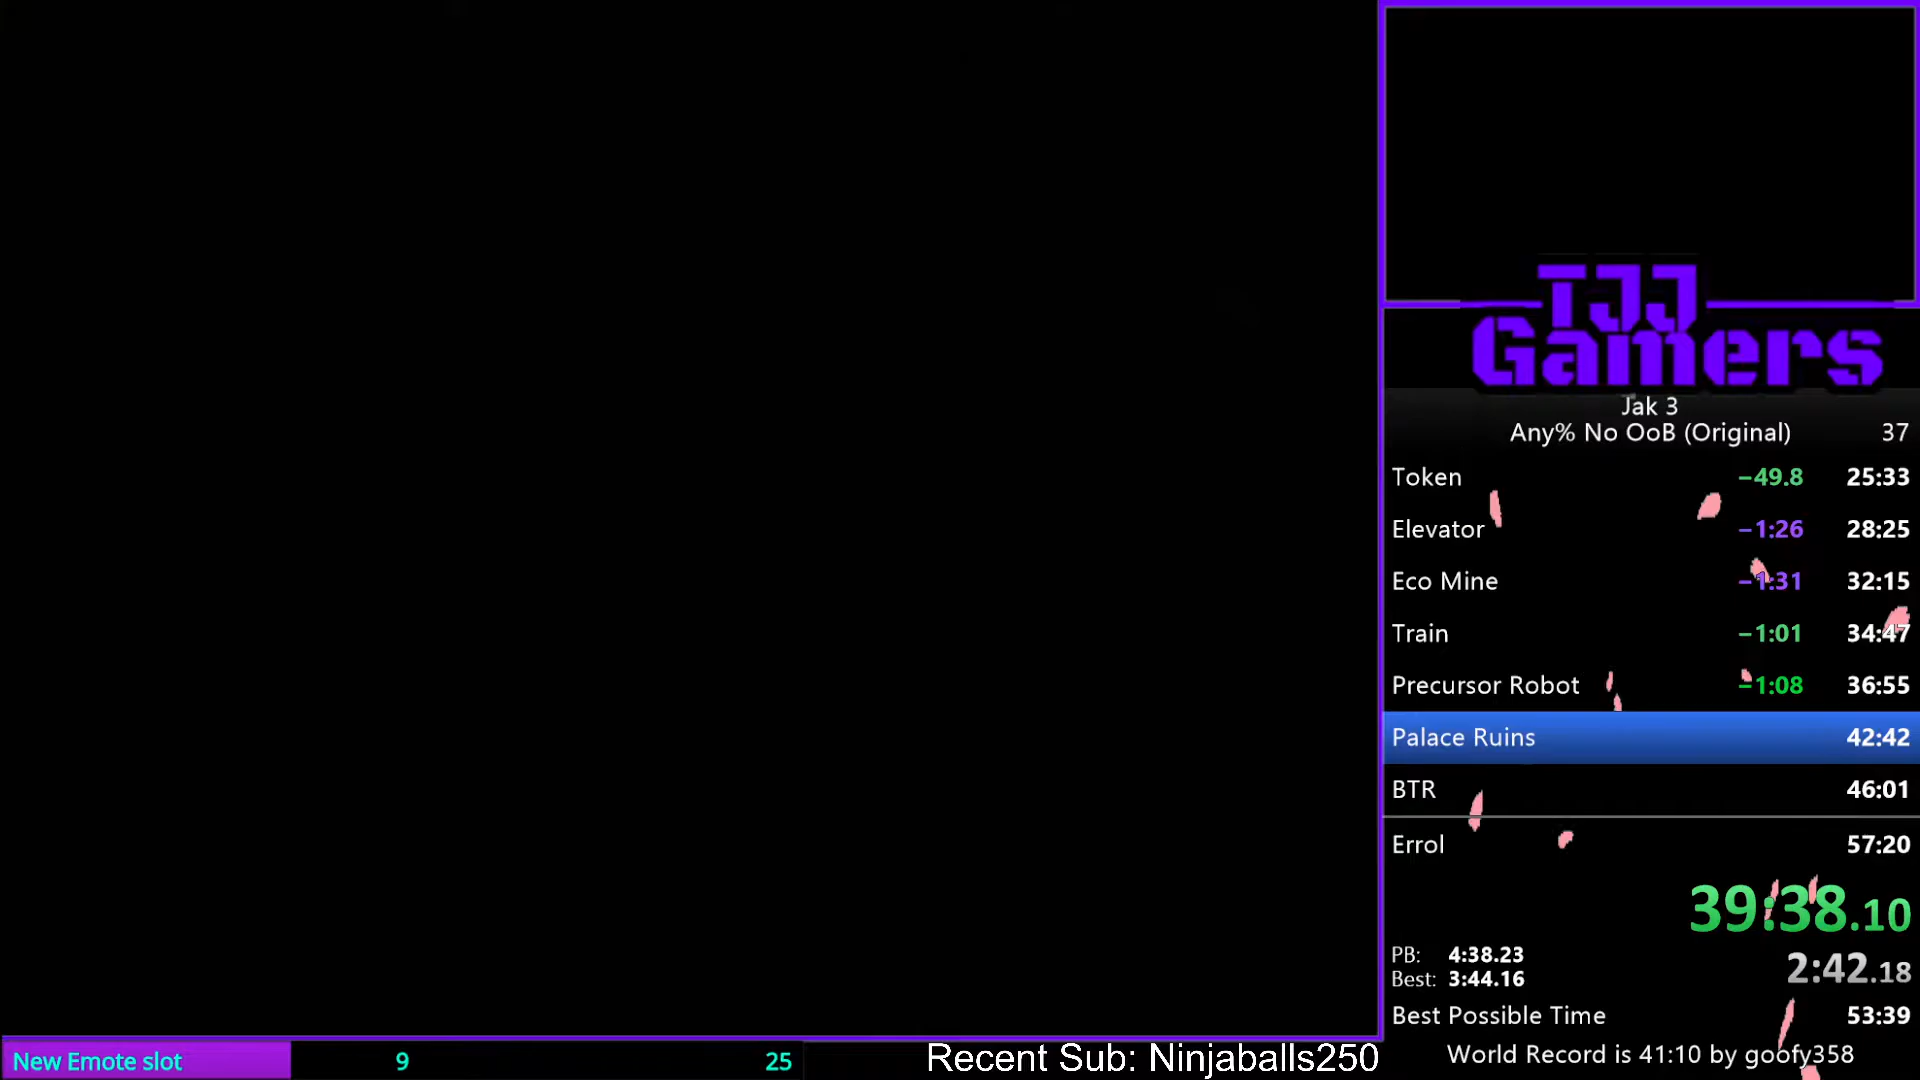 TJJ
Gamers
Jak 3
Any% No OoB (Original) 37
Token −49.8 25:33
Elevator −1:26 28:25
Eco Mine −1:31 32:15
Train −1:01 34:47
Precursor Robot −1:08 36:55
Palace Ruins 42:42
BTR 46:01
Errol 57:20
39:38.10
PB: 4:38.23
Best: 3:44.16
2:42.18
Best Possible Time 53:39
World Record is 41:10 by goofy358
New Emote slot 9 25
Recent Sub: Ninjaballs250